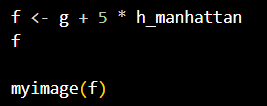 f <- g + 5 * h_manhattan
f
myimage(f)